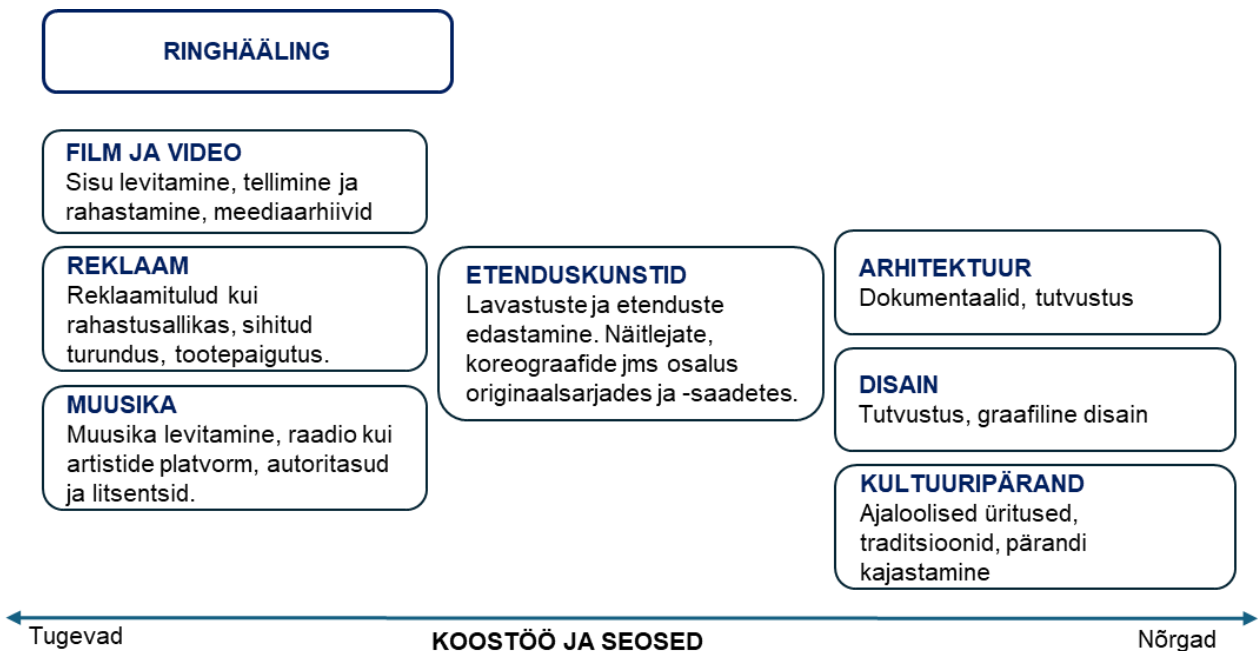 RINGHÄÄLING
FILM JA VIDEO
Sisu levitamine, tellimine ja
rahastamine, meediaarhiivid
REKLAAM
Reklaamitulud kui
rahastusallikas, sihitud
turundus, tootepaigutus.
MUUSIKA
Muusika levitamine, raadio kui
artistide platvorm, autoritasud
ja litsentsid.
ETENDUSKUNSTID
Lavastuste ja etenduste
edastamine. Näitlejate,
koreograafide jms osalus
originaalsarjades ja -saadetes.
ARHITEKTUUR
Dokumentaalid, tutvustus
DISAIN
Tutvustus, graafiline disain
KULTUURIPÄRAND
Ajaloolised üritused,
traditsioonid, pärandi
kajastamine
Tugevad
KOOSTÖÖ JA SEOSED
Nõrgad